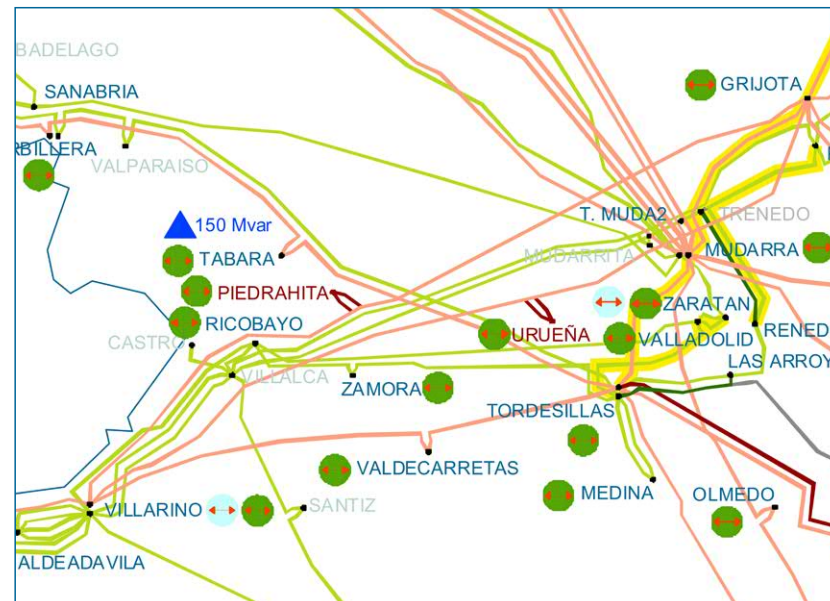 BADELAGO
SANABRIA
GRIJOTA
RBILLERA
VALPARAISO
150 Mvar
T. MUDA2
TRENEDO
TABARA
MUDARRITA
MUDARRA
PIEDRAHITA
ZARATAN
RICOBAYO
URUEÑA
VALLADOLID
RENED
CASTRO
LAS ARROY
VILLALCA
ZAMORA
TORDESILLAS
VALDECARRETAS
MEDINA
OLMEDO
VILLARINO
SANTIZ
ALDEADAVILA